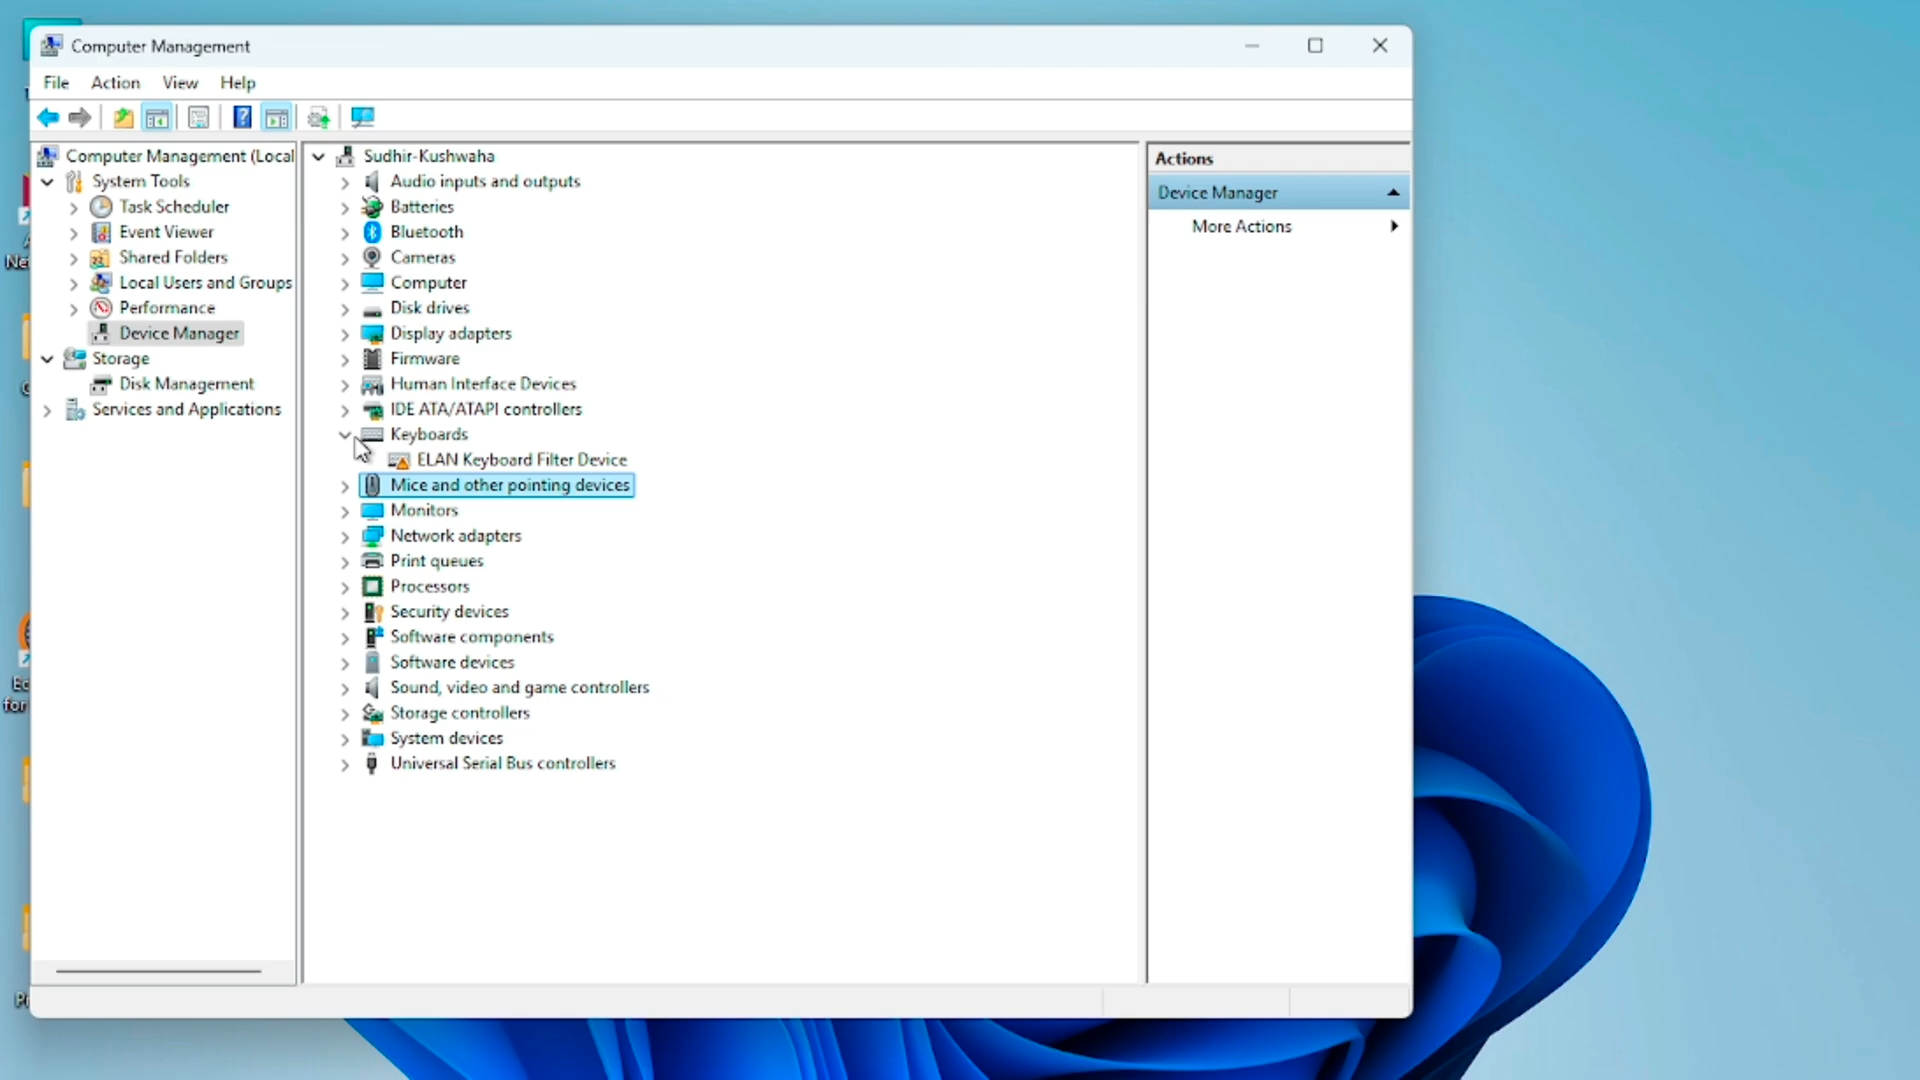 Computer Management
File Action View Help
Computer Management (Local
System Tools
Task Scheduler
Event Viewer
Shared Folders
Local Users and Groups
Performance
Device Manager
Storage
Disk Management
Services and Applications
Sudhir-Kushwaha
Audio inputs and outputs
Batteries
Bluetooth
Cameras
Computer
Disk drives
Display adapters
Firmware
Human Interface Devices
IDE ATA/ATAPI controllers
Keyboards
ELAN Keyboard Filter Device
Mice and other pointing devices
Monitors
Network adapters
Print queues
Processors
Security devices
Software components
Software devices
Sound, video and game controllers
Storage controllers
System devices
Universal Serial Bus controllers
Actions
Device Manager
More Actions
for